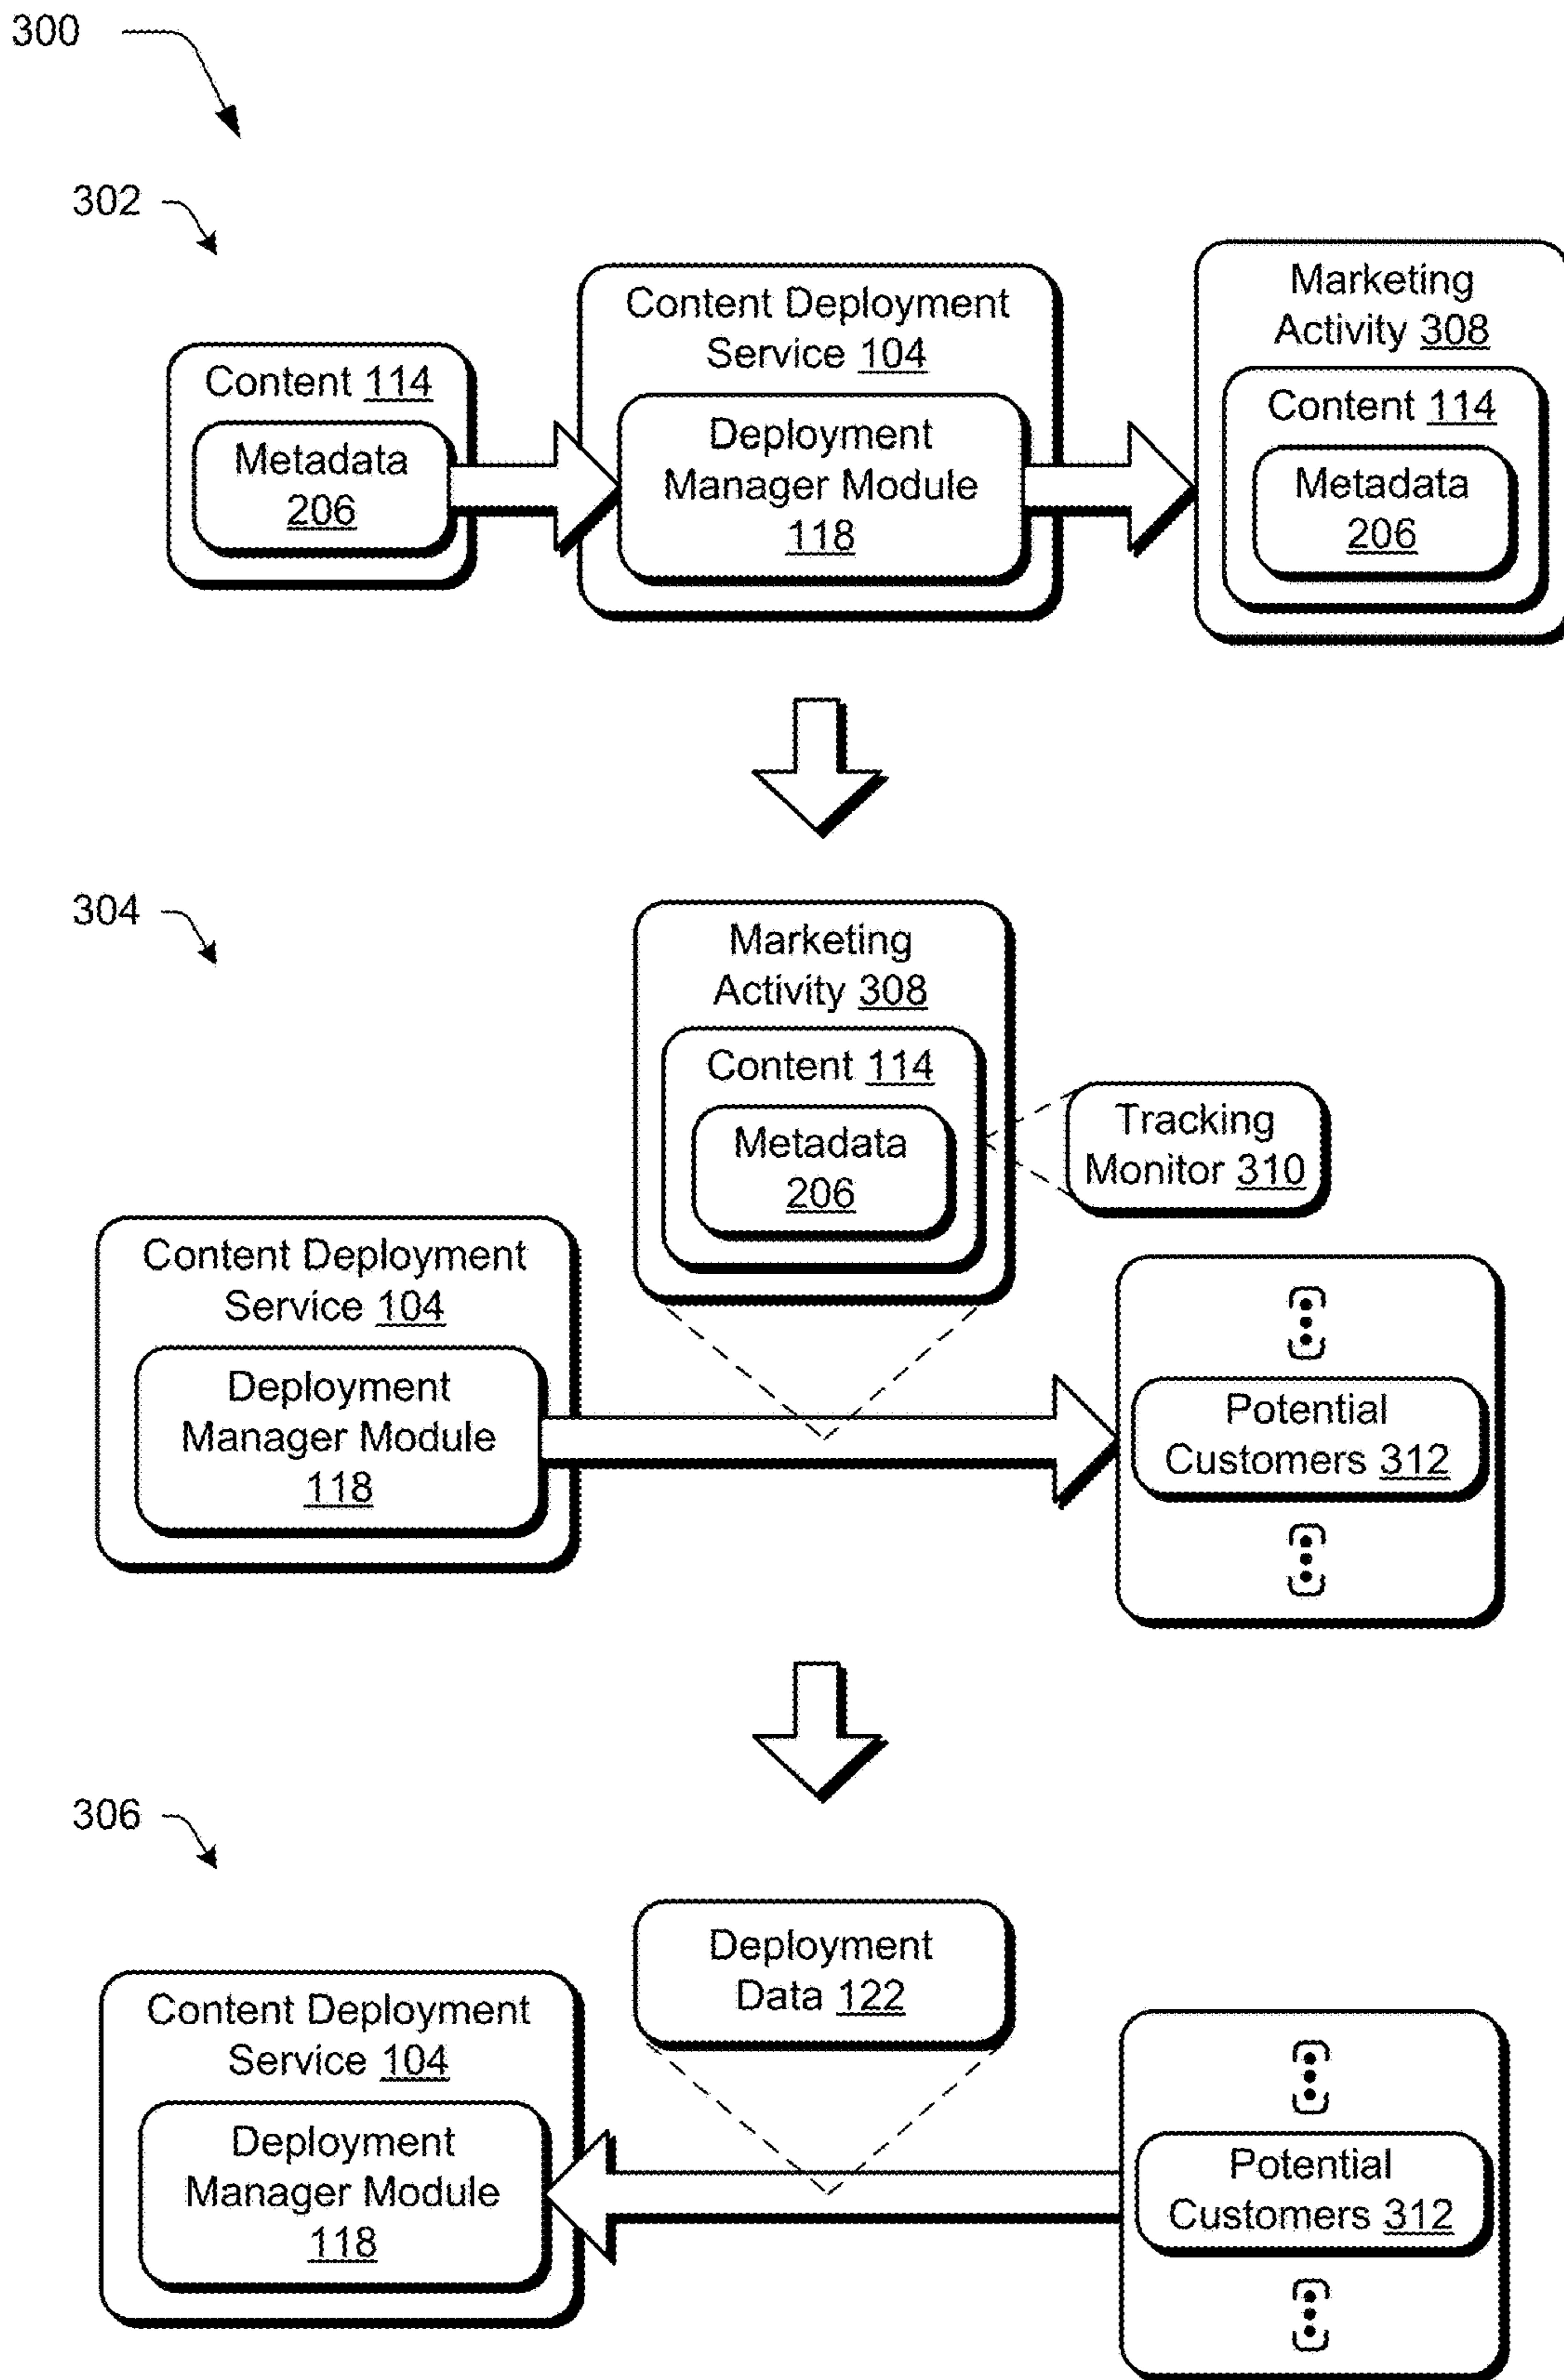 300
302
Content 114
Metadata
206
Content Deployment
Service 104
Deployment
Manager Module
118
Marketing
Activity 308
Content 114
Metadata
206
304
Marketing
Activity 308
Content 114
Metadata
206
Tracking
Monitor 310
Content Deployment
Service 104
Deployment
Manager Module
118
Potential
Customers 312
306
Deployment
Data 122
Content Deployment
Service 104
Deployment
Manager Module
118
Potential
Customers 312